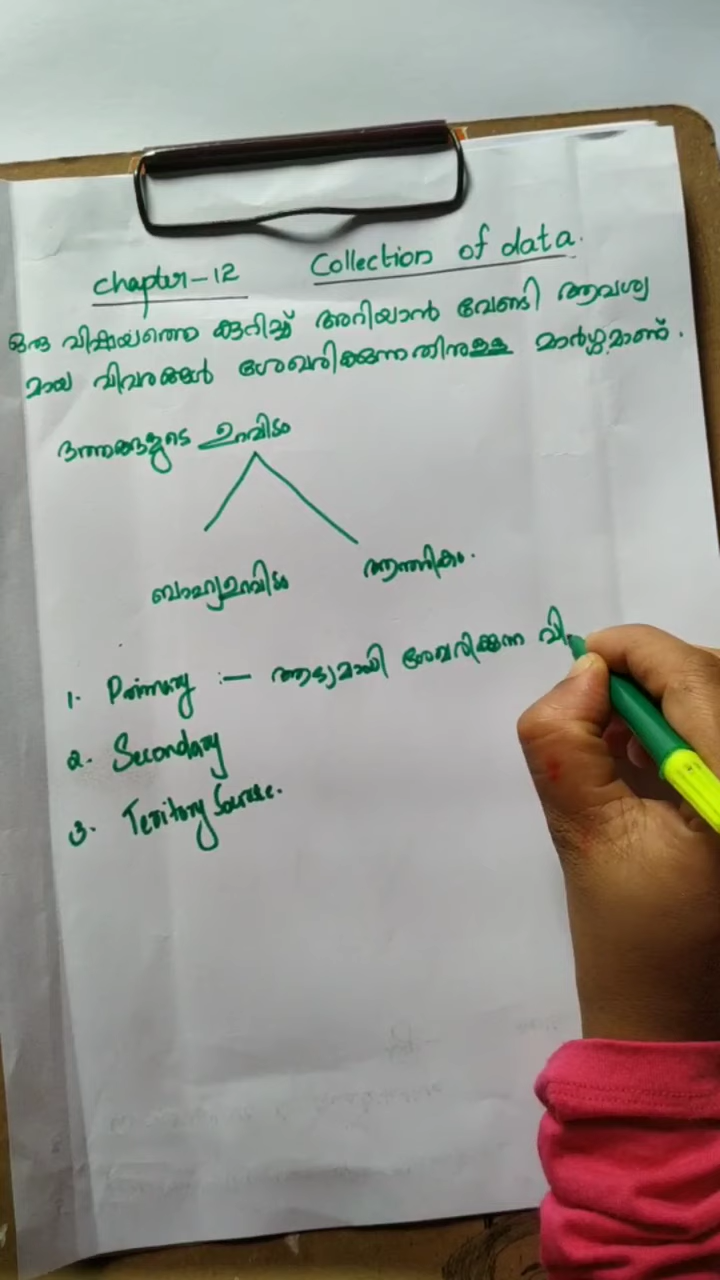 Chapter-12 Collection of data.
ഒരു വിഷയത്തെ കുറിച്ച് അറിയാൻ വേണ്ടി ആവശ്യ
മായ വിവരങ്ങൾ ശേഖരിക്കുന്നതിനുള്ള മാർഗ്ഗമാണ്.
ദത്തങ്ങളുടെ ഉറവിടം
ബാഹ്യഉറവിടം ആന്തരികം.
1. Primary :- ആദ്യമായി ശേഖരിക്കുന്ന വി
2. Secondary
3. Teritory Source.